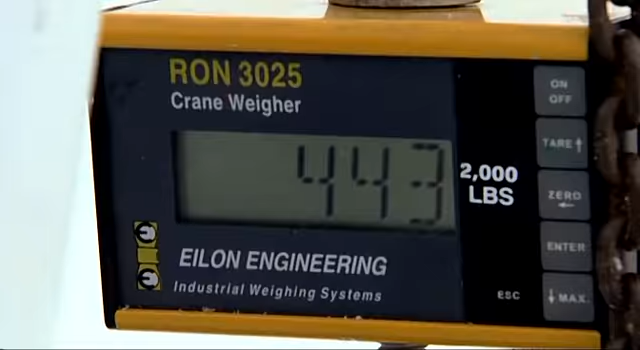 RON 3025
Crane Weigher
443
2,000
LBS
EILON ENGINEERING
Industrial Weighing Systems
ON
OFF
TARE↑
ZERO
←
ENTER
ESC
↓MAX.